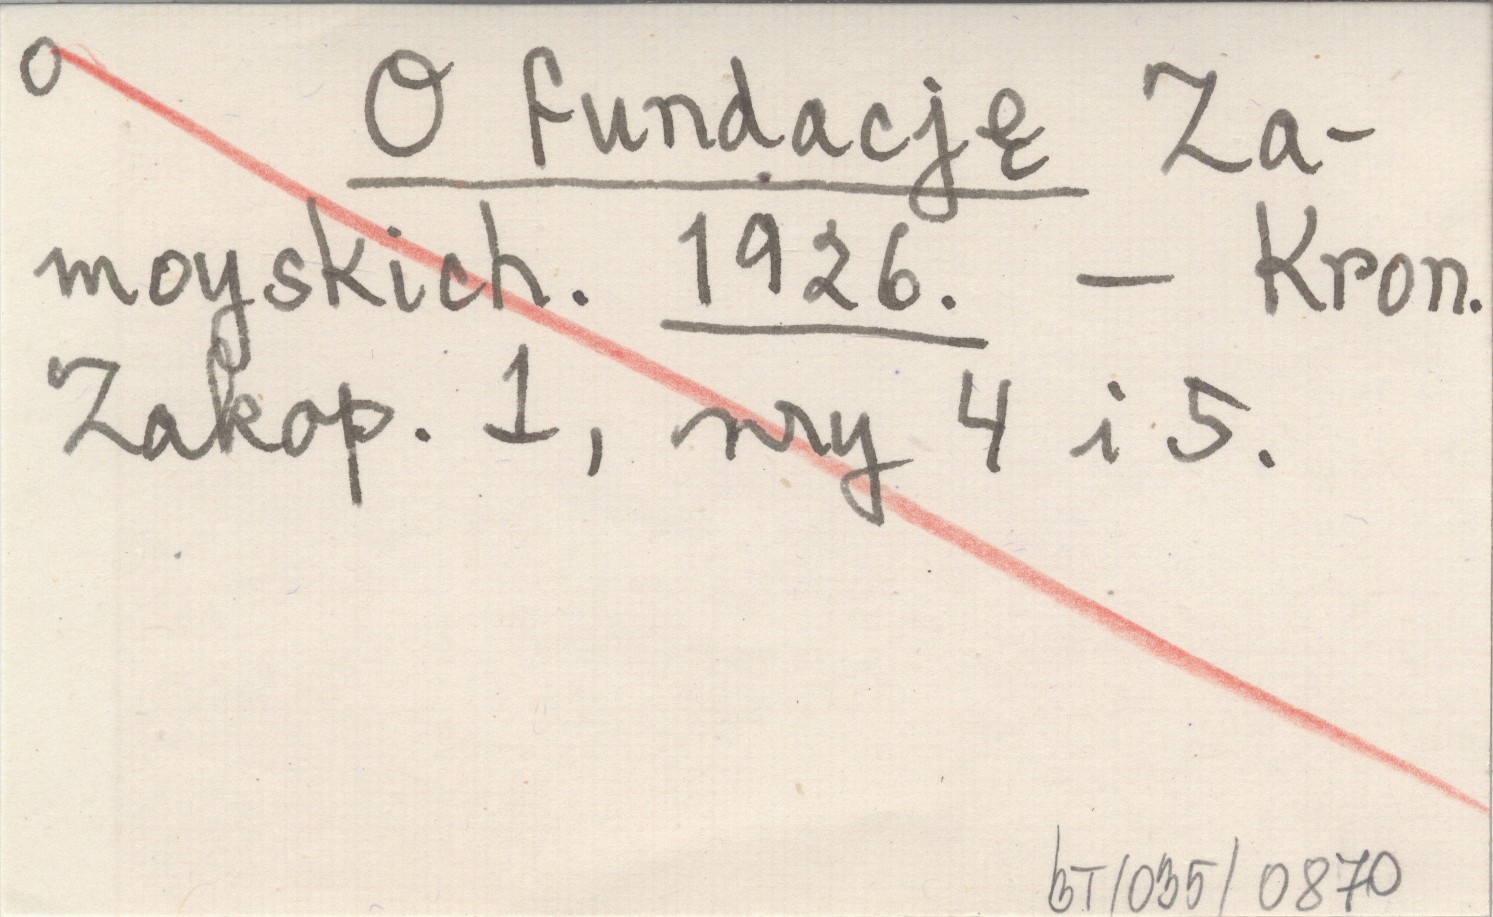 O O fundację Za-
moyskich. 1926. — Kron.
Zakop. 1, nry 4 i 5.
BT/035/0870